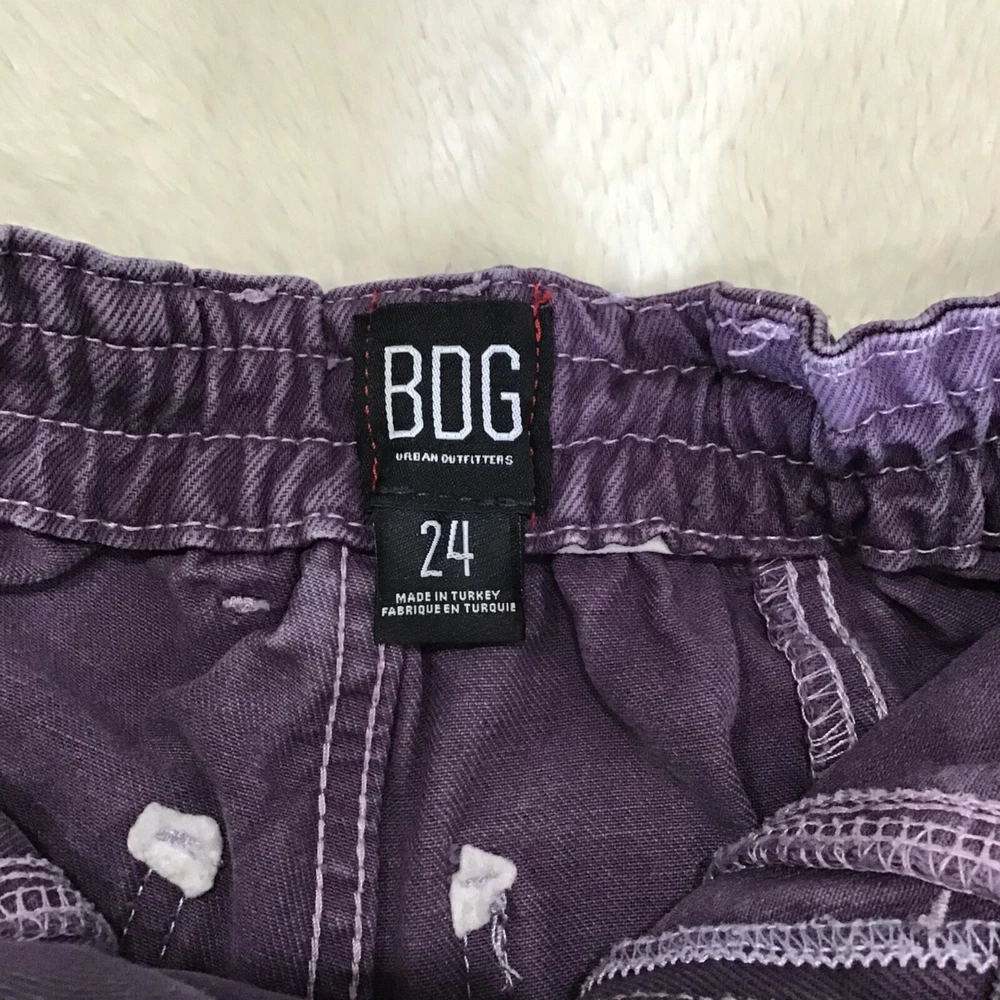 BDG
URBAN OUTFITTERS
24
MADE IN TURKEY
FABRIQUE EN TURQUIE